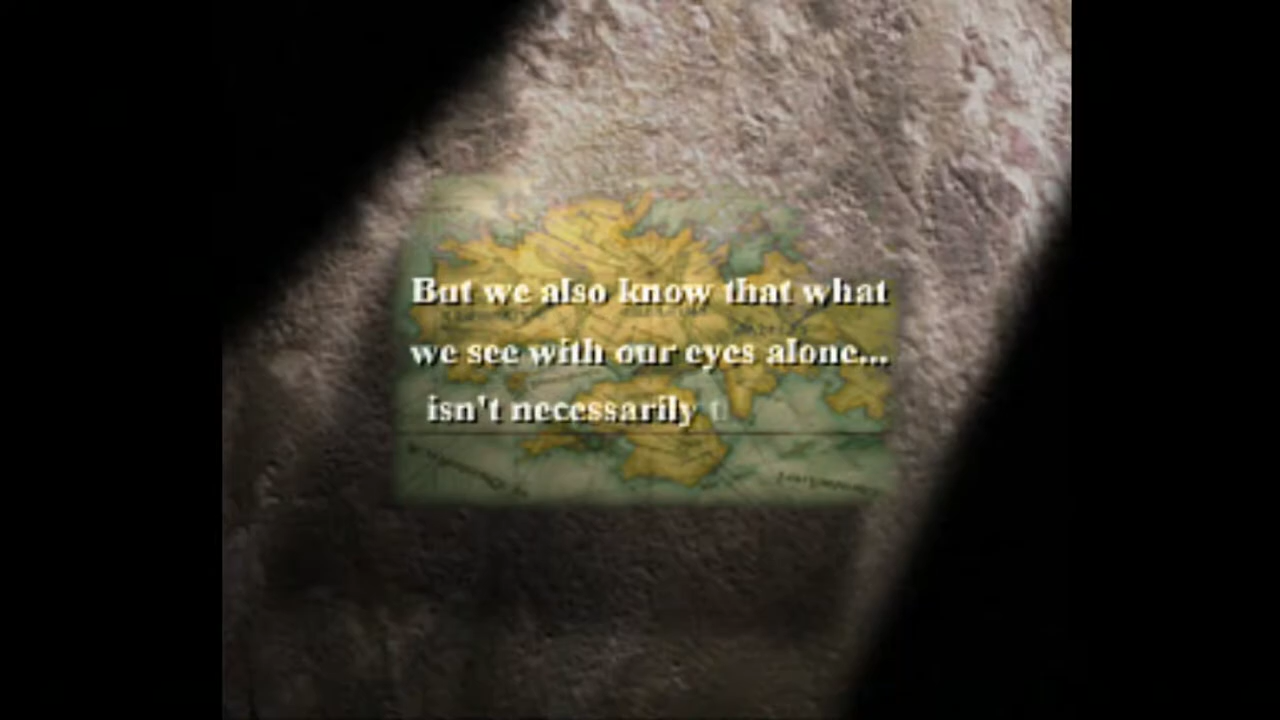 But we also know that what
we see with our eyes alone...
isn't necessarily t